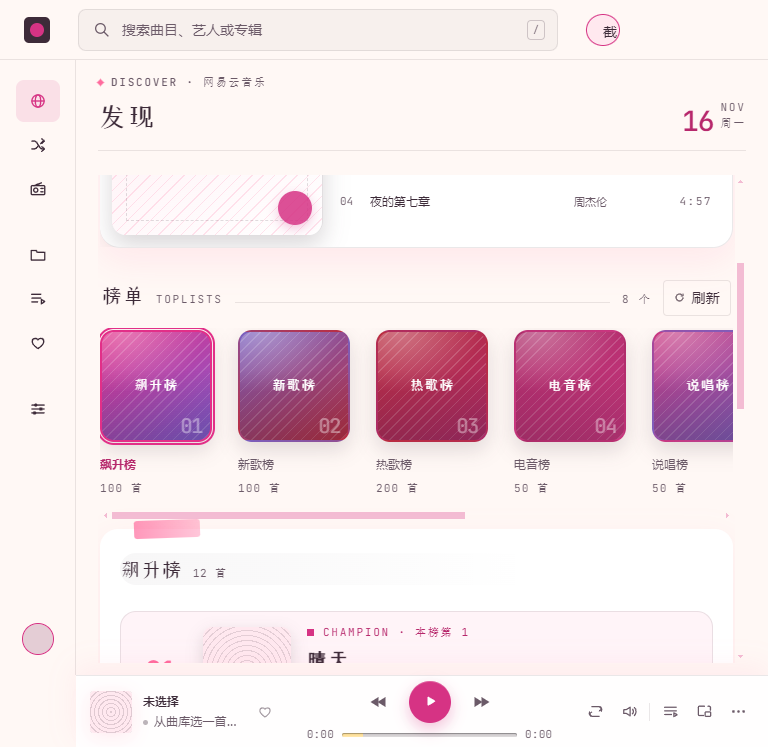 搜索曲目、艺人或专辑
/
截
DISCOVER · 网易云音乐
发现
16 NOV
周一
04 夜的第七章 周杰伦 4:57
榜单 TOPLISTS 8 个 刷新
飙升榜 新歌榜 热歌榜 电音榜 说唱榜
01 02 03 04
飙升榜 新歌榜 热歌榜 电音榜 说唱榜
100 首 100 首 200 首 50 首 50 首
飙升榜 12 首
CHAMPION · 本榜第 1
晴天
未选择
从曲库选一首…
0:00 0:00